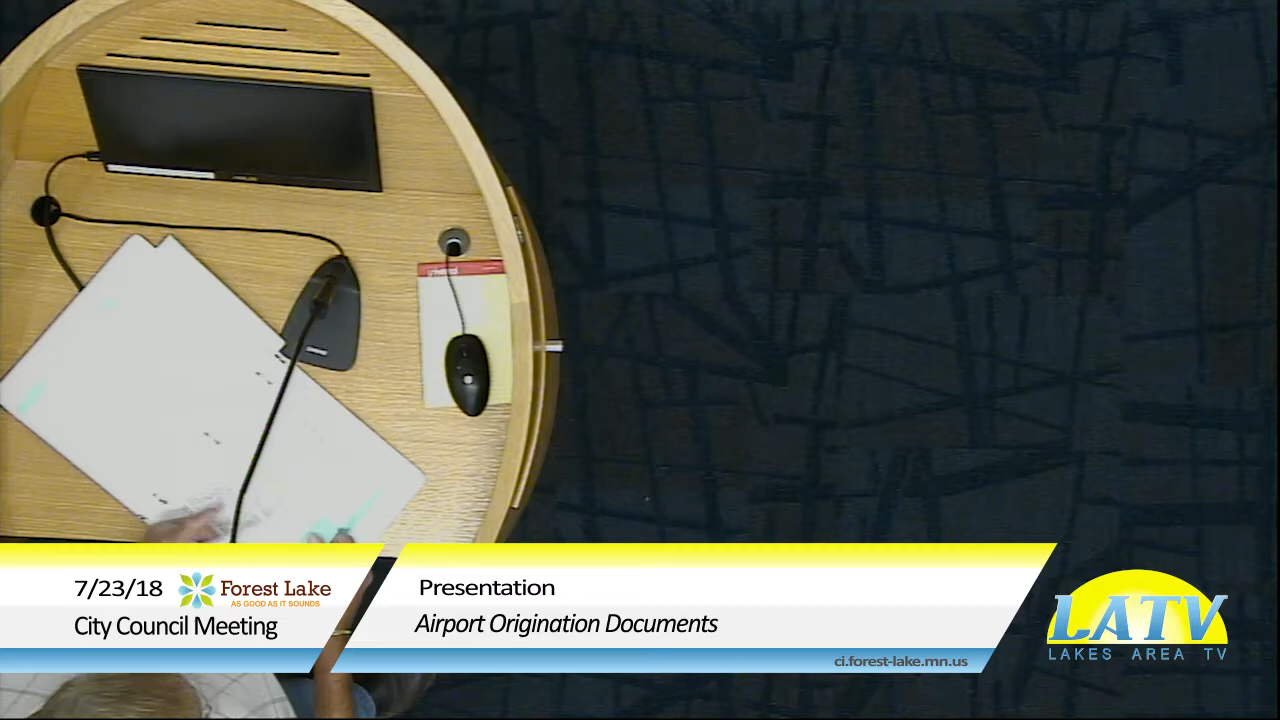 7/23/18
Forest Lake
AS GOOD AS IT SOUNDS
City Council Meeting
Presentation
Airport Origination Documents
ci.forest-lake.mn.us
LATV
LAKES AREA TV